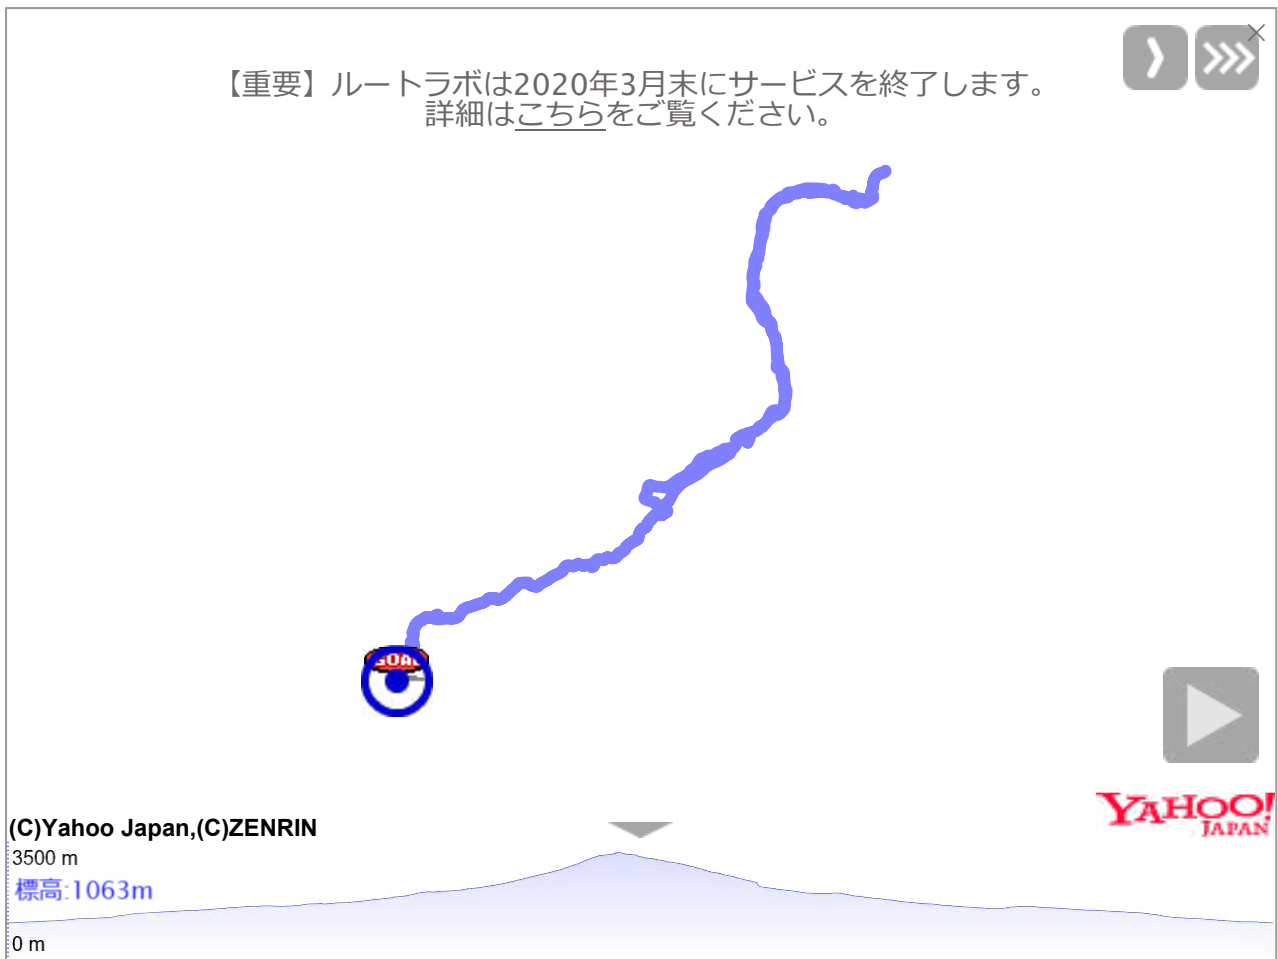 【重要】ルートラボは2020年3月末にサービスを終了します。
詳細はこちらをご覧ください。
GOAL
YAHOO!
JAPAN
(C)Yahoo Japan,(C)ZENRIN
3500 m
標高:1063m
0 m